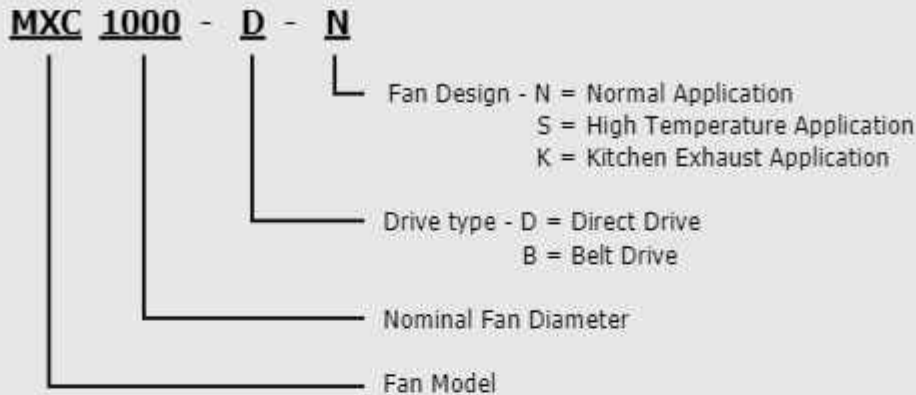 MXC 1000 - D - N
Fan Design - N = Normal Application
S = High Temperature Application
K = Kitchen Exhaust Application
Drive type - D = Direct Drive
B = Belt Drive
Nominal Fan Diameter
Fan Model